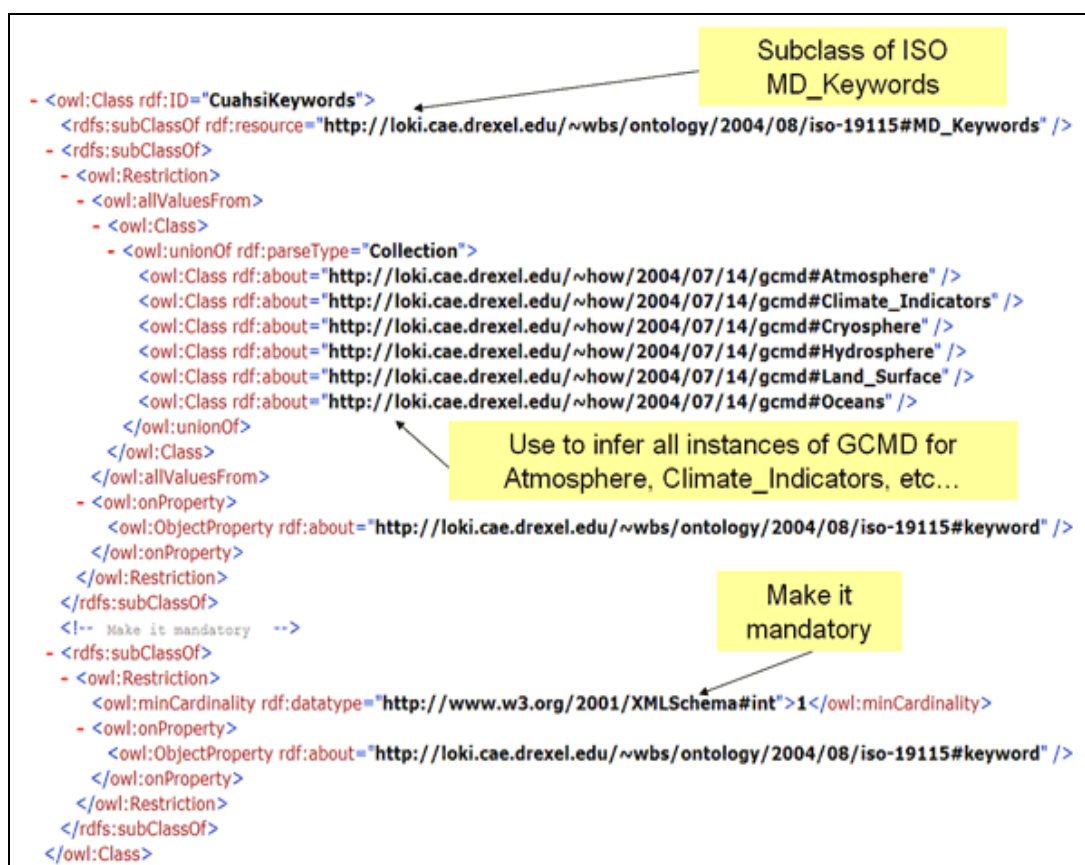 Subclass of ISO
MD_Keywords
- <owl:Class rdf:ID="CuahsiKeywords">
<rdfs:subClassOf rdf:resource="http://loki.cae.drexel.edu/~wbs/ontology/2004/08/iso-19115#MD_Keywords" />
- <rdfs:subClassOf>
- <owl:Restriction>
- <owl:allValuesFrom>
- <owl:Class>
- <owl:unionOf rdf:parseType="Collection">
<owl:Class rdf:about="http://loki.cae.drexel.edu/~how/2004/07/14/gcmd#Atmosphere" />
<owl:Class rdf:about="http://loki.cae.drexel.edu/~how/2004/07/14/gcmd#Climate_Indicators" />
<owl:Class rdf:about="http://loki.cae.drexel.edu/~how/2004/07/14/gcmd#Cryosphere" />
<owl:Class rdf:about="http://loki.cae.drexel.edu/~how/2004/07/14/gcmd#Hydrosphere" />
<owl:Class rdf:about="http://loki.cae.drexel.edu/~how/2004/07/14/gcmd#Land_Surface" />
<owl:Class rdf:about="http://loki.cae.drexel.edu/~how/2004/07/14/gcmd#Oceans" />
</owl:unionOf>
</owl:Class>
</owl:allValuesFrom>
Use to infer all instances of GCMD for
Atmosphere, Climate_Indicators, etc...
- <owl:onProperty>
<owl:ObjectProperty rdf:about="http://loki.cae.drexel.edu/~wbs/ontology/2004/08/iso-19115#keyword" />
</owl:onProperty>
</owl:Restriction>
</rdfs:subClassOf>
<!-- Make it mandatory -->
Make it
mandatory
- <rdfs:subClassOf>
- <owl:Restriction>
<owl:minCardinality rdf:datatype="http://www.w3.org/2001/XMLSchema#int">1</owl:minCardinality>
- <owl:onProperty>
<owl:ObjectProperty rdf:about="http://loki.cae.drexel.edu/~wbs/ontology/2004/08/iso-19115#keyword" />
</owl:onProperty>
</owl:Restriction>
</rdfs:subClassOf>
</owl:Class>